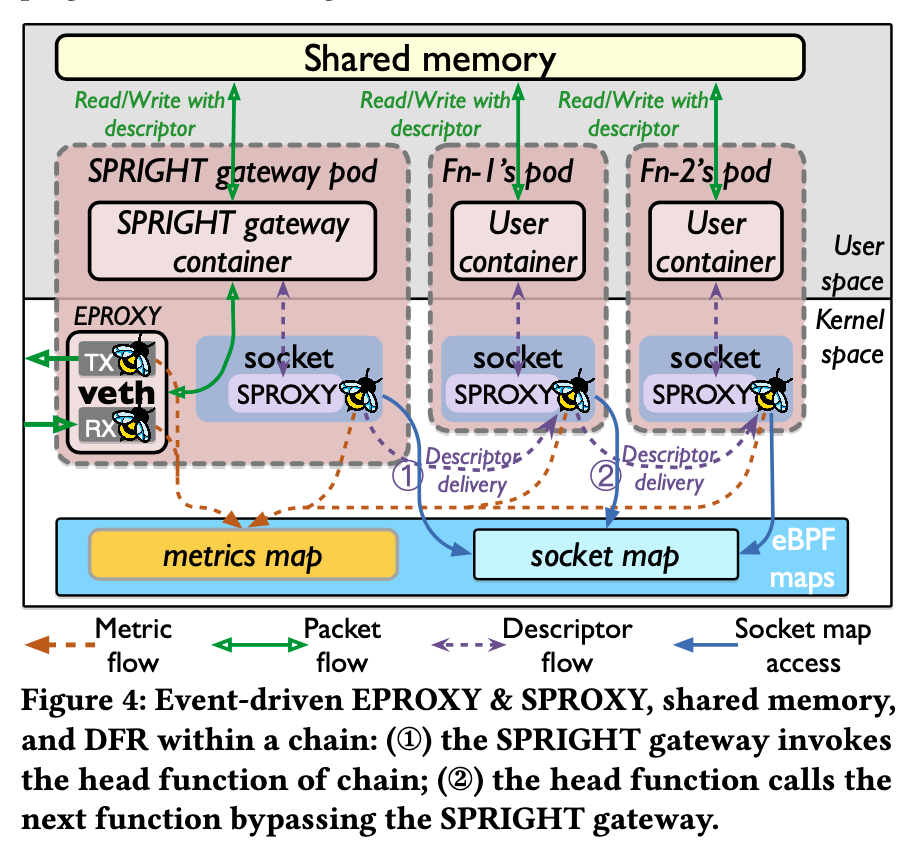 Shared memory
Read/Write with
descriptor
Read/Write with
descriptor
Read/Write with
descriptor
SPRIGHT gateway pod
Fn-1's pod
Fn-2's pod
SPRIGHT gateway
container
User
container
User
container
User
space
Kernel
space
EPROXY
TX
veth
RX
socket
SPROXY
socket
SPROXY
socket
SPROXY
① Descriptor
delivery
② Descriptor
delivery
metrics map
socket map
eBPF
maps
Metric
flow
Packet
flow
Descriptor
flow
Socket map
access
Figure 4: Event-driven EPROXY & SPROXY, shared memory,
and DFR within a chain: (①) the SPRIGHT gateway invokes
the head function of chain; (②) the head function calls the
next function bypassing the SPRIGHT gateway.